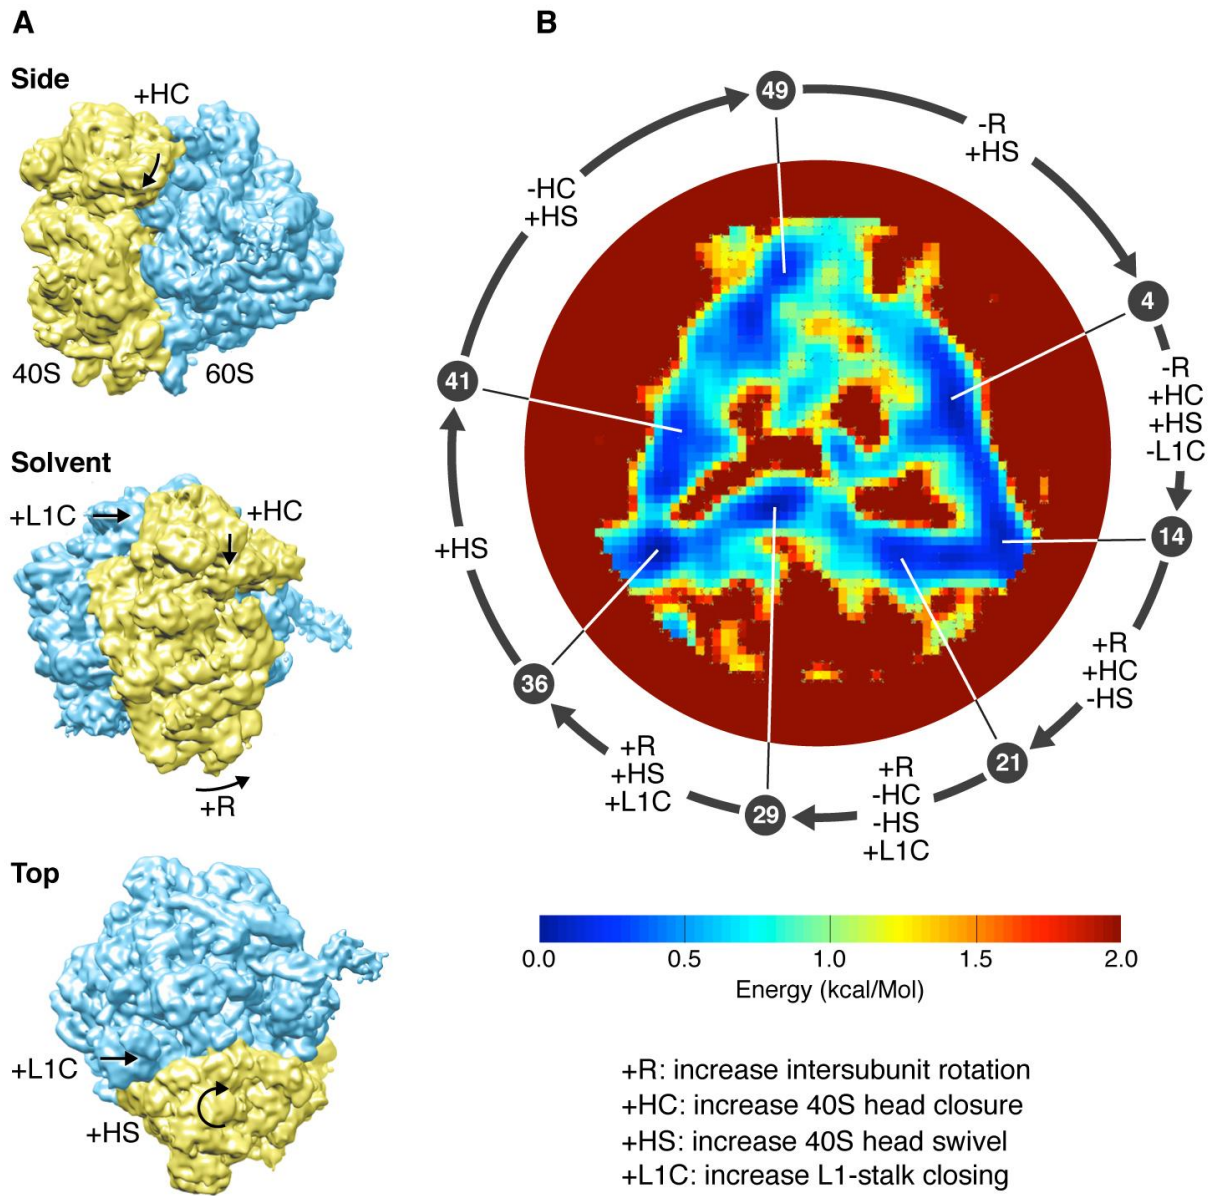 A
Side
+HC
40S
60S
Solvent
+L1C
+HC
+R
Top
+L1C
+HS
B
49
-R
+HS
4
-R
+HC
+HS
-L1C
14
+R
+HC
-HS
21
+R
-HC
-HS
+L1C
29
+R
+HS
+L1C
36
+HS
41
-HC
+HS
0.0 0.5 1.0 1.5 2.0
Energy (kcal/Mol)
+R: increase intersubunit rotation
+HC: increase 40S head closure
+HS: increase 40S head swivel
+L1C: increase L1-stalk closing